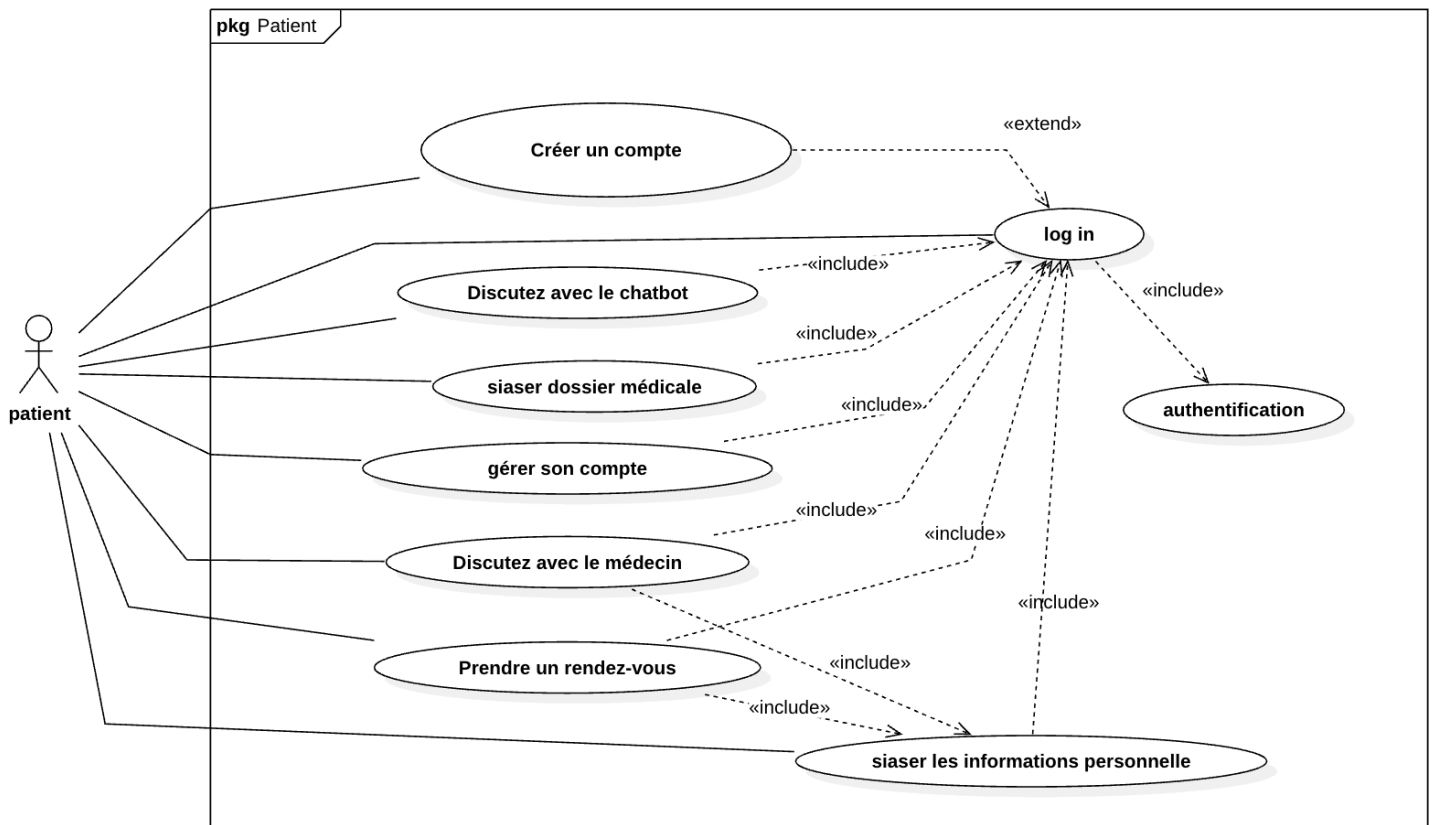 pkg Patient
«extend»
Créer un compte
log in
«include»
«include»
Discutez avec le chatbot
«include»
siaser dossier médicale
«include»
authentification
patient
gérer son compte
«include»
«include»
Discutez avec le médecin
«include»
«include»
Prendre un rendez-vous
«include»
siaser les informations personnelle